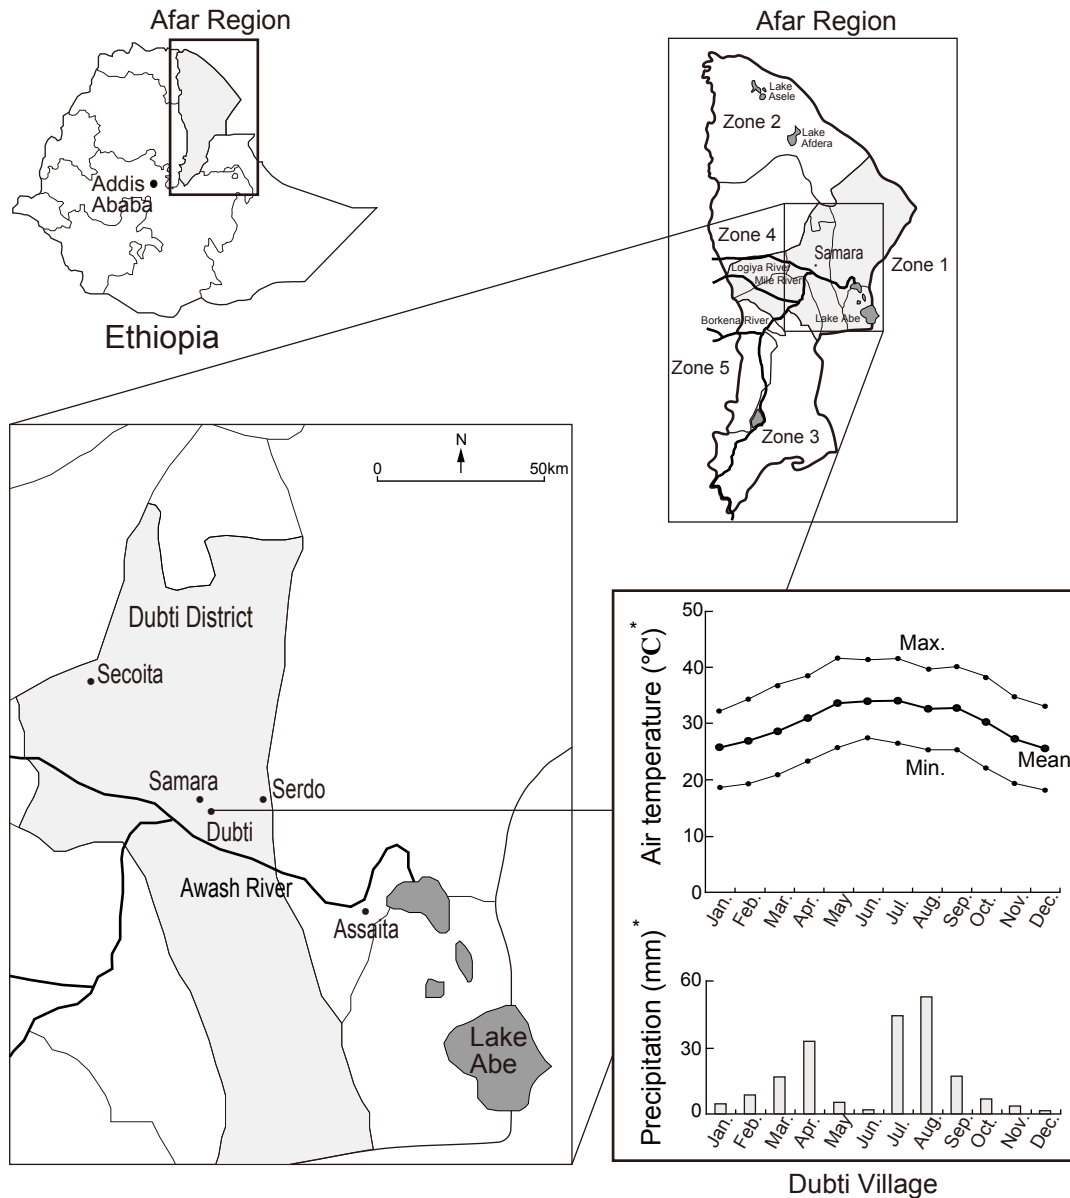 Afar Region
Addis
Ababa
Ethiopia
Afar Region
Lake
Asele
Zone 2
Lake
Afdera
Zone 4
Samara
Zone 1
Logiya River
Mile River
Borkena River
Lake Abe
Zone 5
Zone 3
N
0
50km
Dubti District
Secoita
Samara
Serdo
Dubti
Awash River
Assaita
Lake
Abe
Air temperature (℃)*
50
40
30
20
10
0
Max.
Mean
Min.
Jan.
Feb.
Mar.
Apr.
May
Jun.
Jul.
Aug.
Sep.
Oct.
Nov.
Dec.
Precipitation (mm)*
60
30
0
Jan.
Feb.
Mar.
Apr.
May
Jun.
Jul.
Aug.
Sep.
Oct.
Nov.
Dec.
Dubti Village